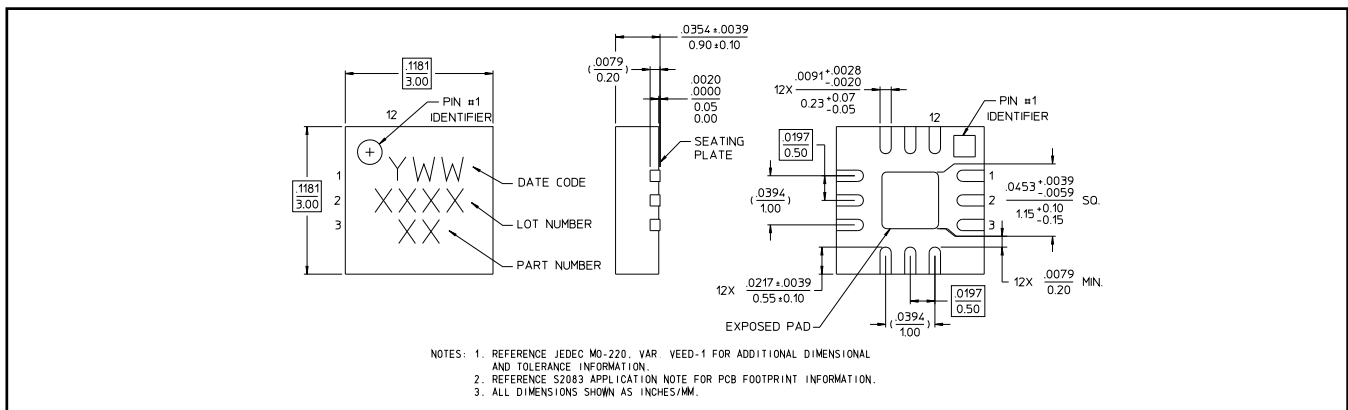 .1181
3.00
12
PIN #1
IDENTIFIER
.1181
3.00
1
2
3
YWW
XXXX
XX
DATE CODE
LOT NUMBER
PART NUMBER
.0354 ±.0039
0.90 ±0.10
(.0079
0.20)
.0020
.0000
0.05
0.00
SEATING
PLATE
12X .0091 +.0028 -.0020
0.23 +0.07 -0.05
12
PIN #1
IDENTIFIER
.0197
0.50
(.0394
1.00)
1
2
3
.0453 +.0039 -.0059
1.15 +0.10 -0.15
SQ.
12X .0217 ±.0039
0.55 ±0.10
12X .0079
0.20
MIN.
.0197
0.50
(.0394
1.00)
EXPOSED PAD
NOTES: 1. REFERENCE JEDEC MO-220, VAR. VEED-1 FOR ADDITIONAL DIMENSIONAL
AND TOLERANCE INFORMATION.
2. REFERENCE S2083 APPLICATION NOTE FOR PCB FOOTPRINT INFORMATION.
3. ALL DIMENSIONS SHOWN AS INCHES/MM.